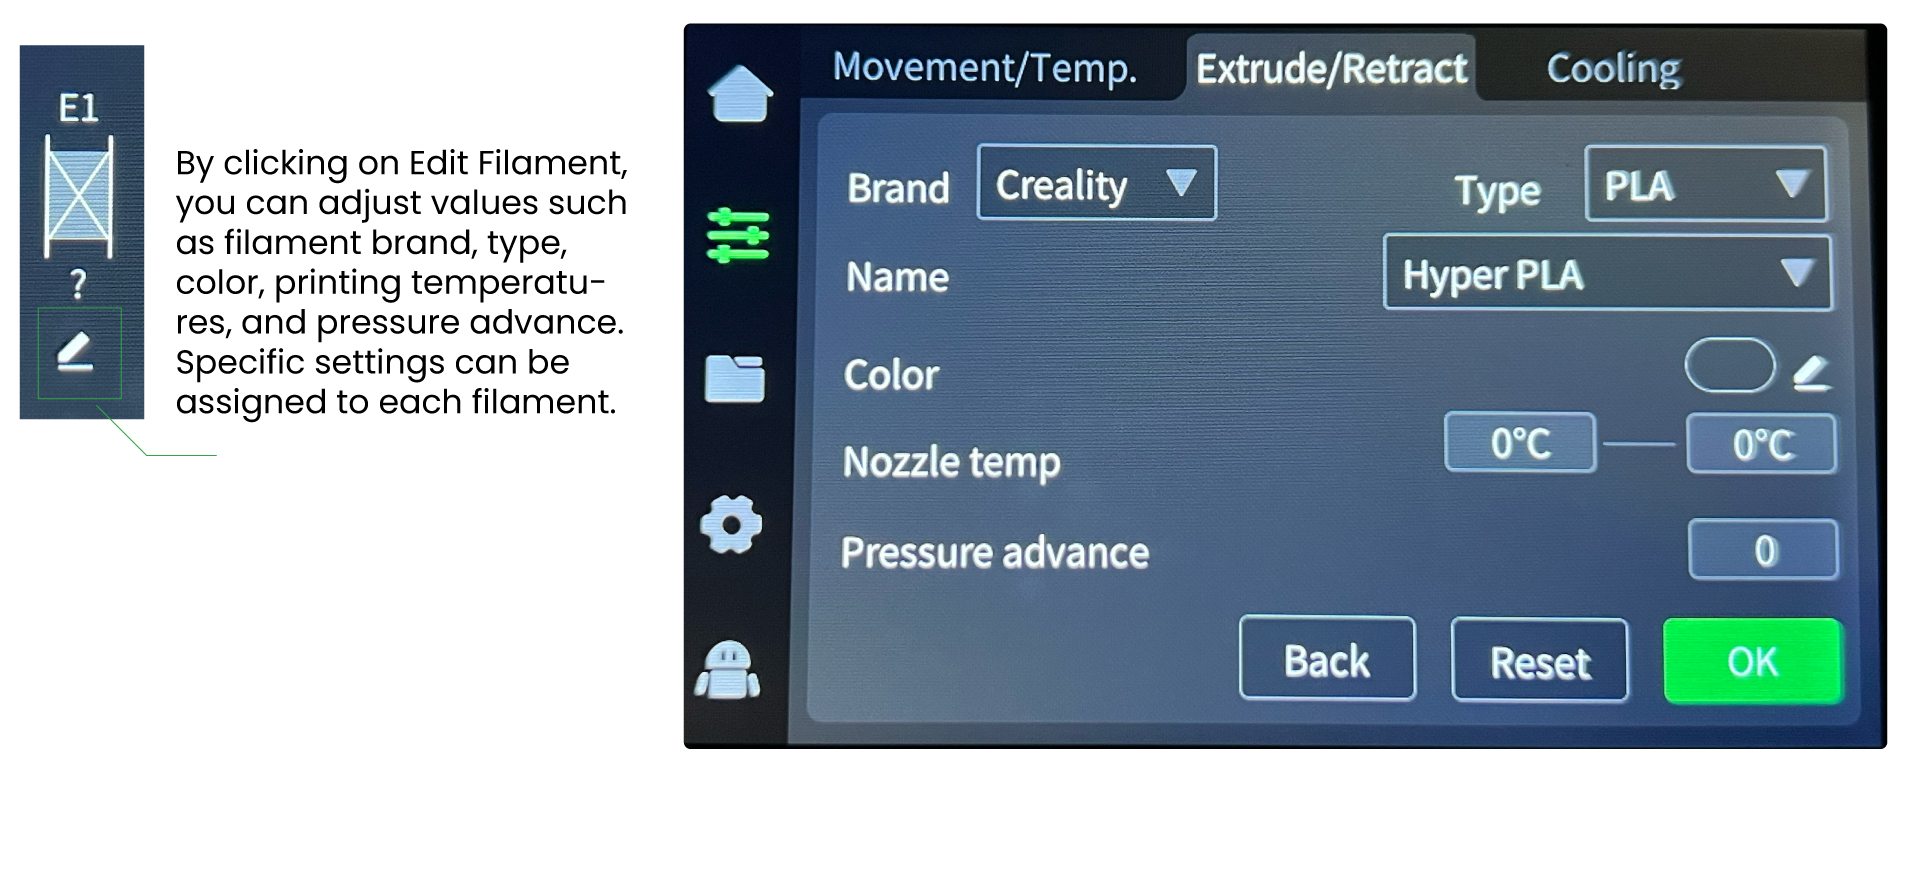 E1
?
By clicking on Edit Filament,
you can adjust values such
as filament brand, type,
color, printing temperatu-
res, and pressure advance.
Specific settings can be
assigned to each filament.
Movement/Temp.
Extrude/Retract
Cooling
Brand
Creality
Type
PLA
Name
Hyper PLA
Color
Nozzle temp
0°C
0°C
Pressure advance
0
Back
Reset
OK